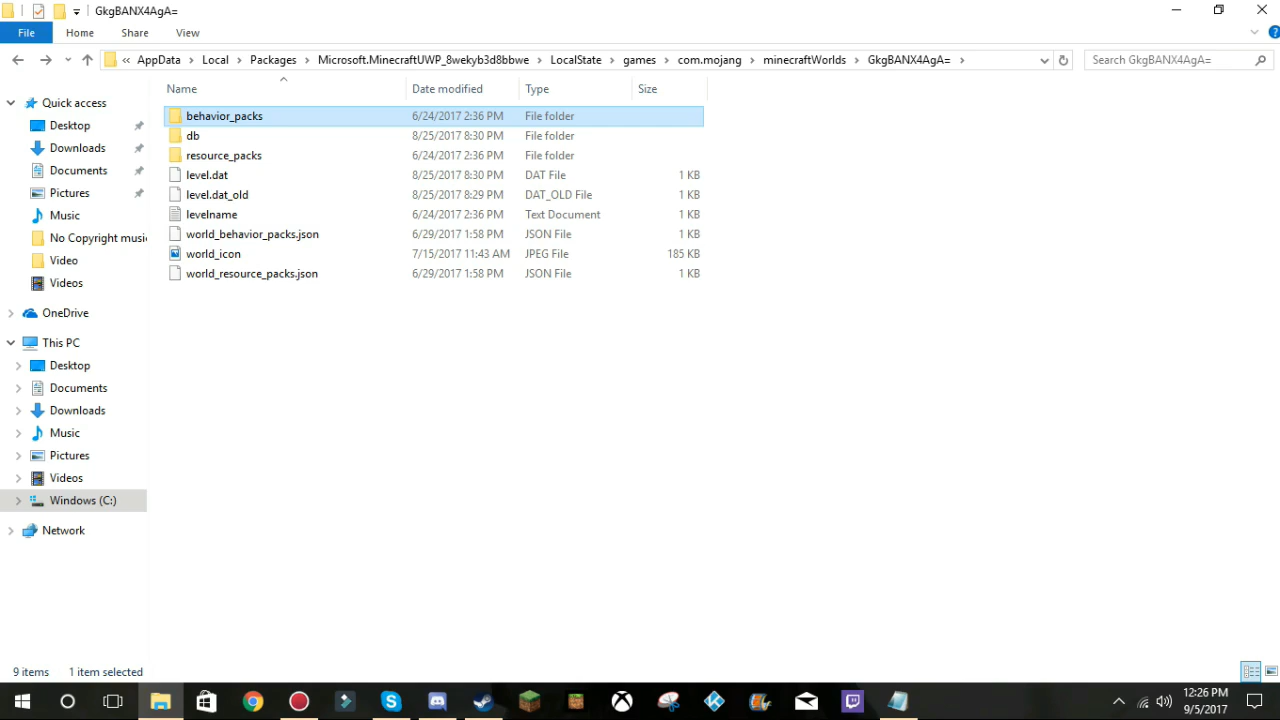 GkgBANX4AgA=
File Home Share View
« AppData > Local > Packages > Microsoft.MinecraftUWP_8wekyb3d8bbwe > LocalState > games > com.mojang > minecraftWorlds > GkgBANX4AgA= >
Search GkgBANX4AgA=
Name Date modified Type Size
behavior_packs 6/24/2017 2:36 PM File folder
db 8/25/2017 8:30 PM File folder
resource_packs 6/24/2017 2:36 PM File folder
level.dat 8/25/2017 8:30 PM DAT File 1 KB
level.dat_old 8/25/2017 8:29 PM DAT_OLD File 1 KB
levelname 6/24/2017 2:36 PM Text Document 1 KB
world_behavior_packs.json 6/29/2017 1:58 PM JSON File 1 KB
world_icon 7/15/2017 11:43 AM JPEG File 185 KB
world_resource_packs.json 6/29/2017 1:58 PM JSON File 1 KB
Quick access
Desktop
Downloads
Documents
Pictures
Music
No Copyright musi
Video
Videos
OneDrive
This PC
Desktop
Documents
Downloads
Music
Pictures
Videos
Windows (C:)
Network
9 items 1 item selected
12:26 PM
9/5/2017